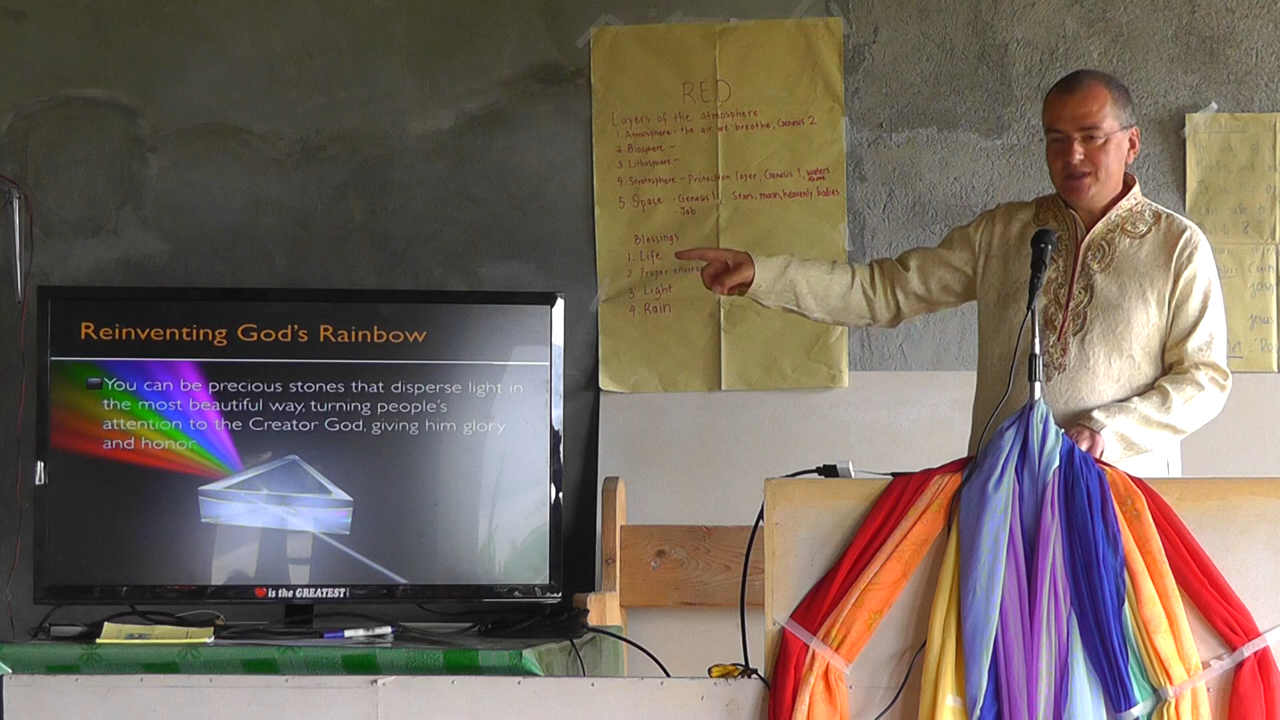 Reinventing God's Rainbow
You can be precious stones that disperse light in
the most beautiful way, turning people's
attention to the Creator God, giving him glory
and honor.
is the GREATEST!
RED
Layers of the atmosphere:
1. Atmosphere - the air we breathe, Genesis 2
2. Biosphere -
3. Lithosphere -
4. Stratosphere - Protection layer, Genesis 1, waters
above
5. Space - Genesis 1, Stars, moon, heavenly bodies
- Job
Blessings
1. Life
2. Proper
3. Light
4. Rain